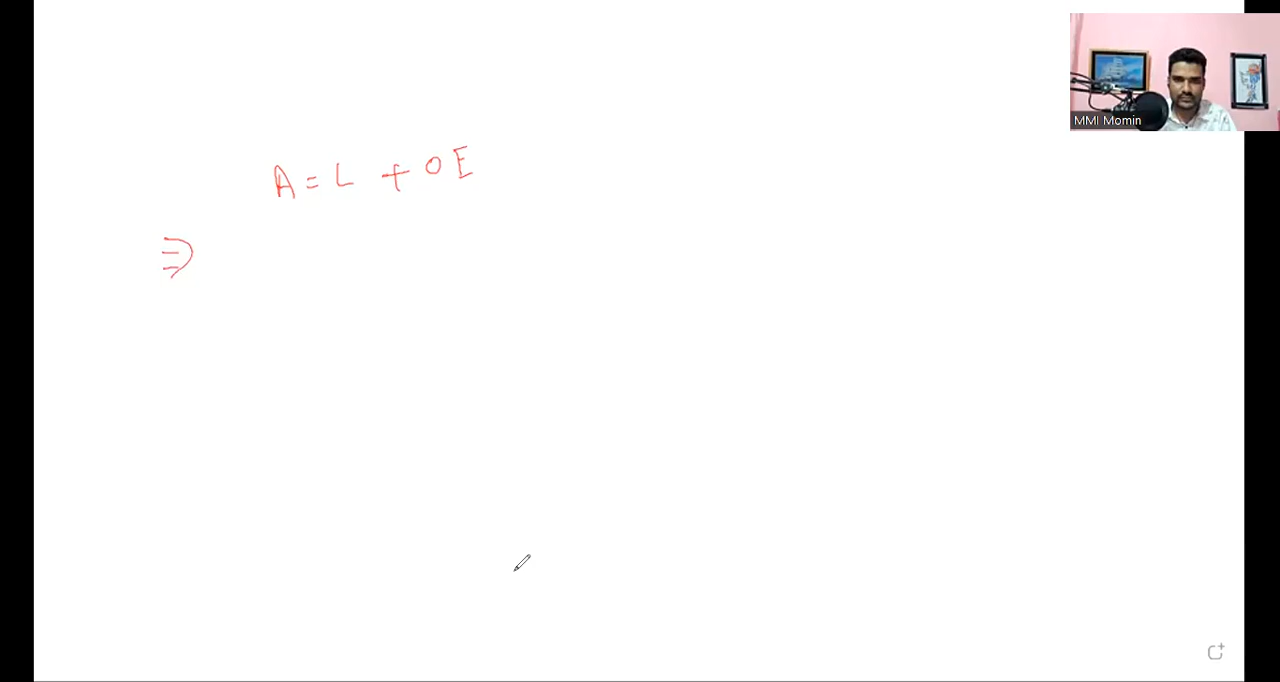 MMI Momin
A = L + OE
⇒